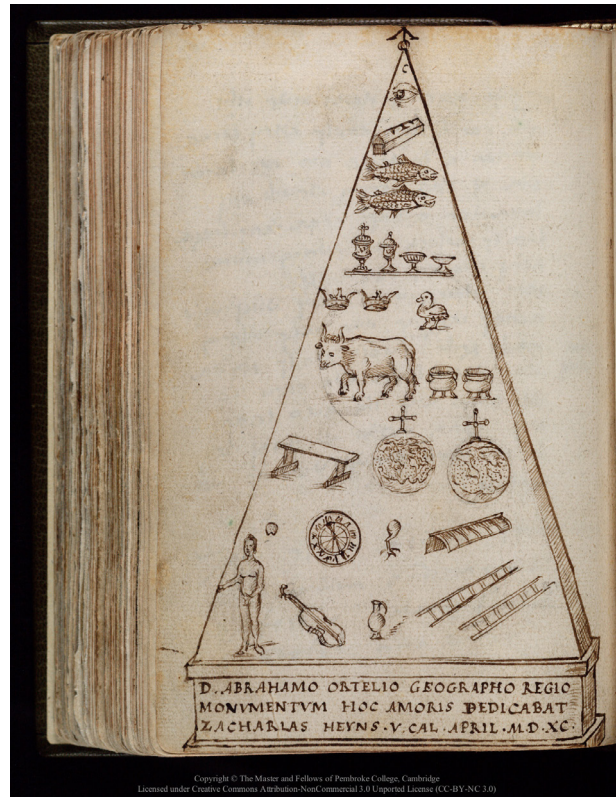 D. ABRAHAMO ORTELIO GEOGRAPHO REGIO
MONVMENTVM HOC AMORIS DEDICABAT
ZACHARIAS HEYNS · V · CAL · APRIL · M · D · XC ·
Copyright © The Master and Fellows of Pembroke College, Cambridge
Licensed under Creative Commons Attribution-NonCommercial 3.0 Unported License (CC-BY-NC 3.0)